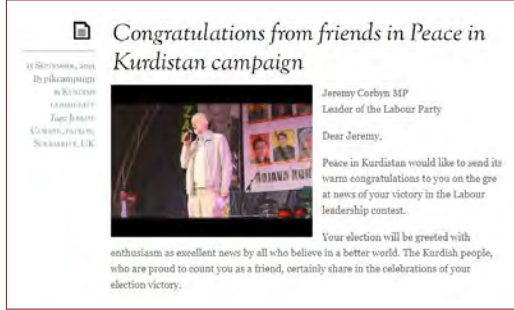 Congratulations from friends in Peace in
Kurdistan campaign
15 September, 2015
By pikcampaign
in Kurdish
community
Tags: Jeremy
Corbyn, patron,
Solidarity, UK
ROJAVA
Jeremy Corbyn MP
Leader of the Labour Party
Dear Jeremy,
Peace in Kurdistan would like to send its
warm congratulations to you on the gre
at news of your victory in the Labour
leadership contest.
Your election will be greeted with
enthusiasm as excellent news by all who believe in a better world. The Kurdish people,
who are proud to count you as a friend, certainly share in the celebrations of your
election victory.